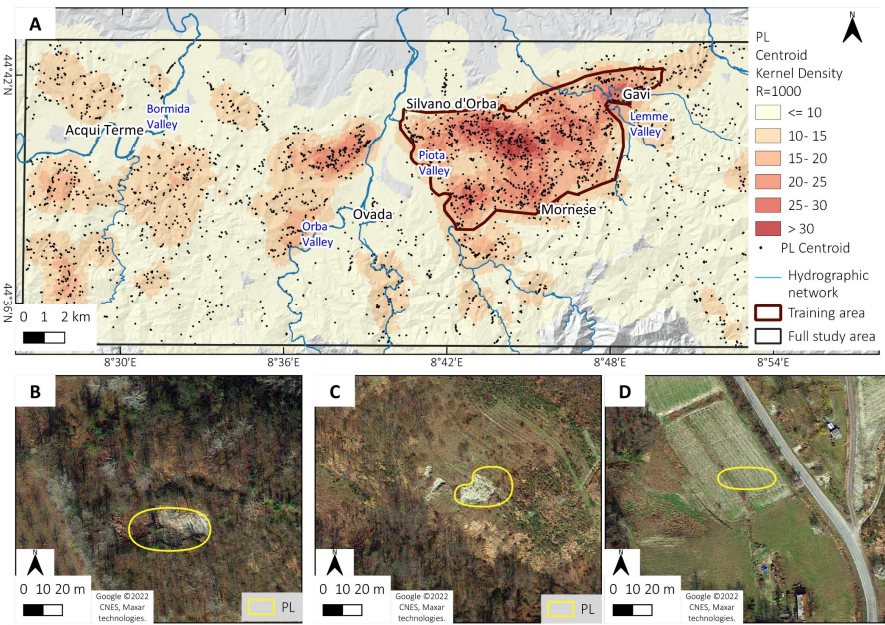 A
N
44°42'N
44°36'N
Silvano d'Orba
Gavi
Bormida
Valley
Lemme
Valley
Acqui Terme
Piota
Valley
Ovada
Mornese
Orba
Valley
0 1 2 km
8°30'E
8°36'E
8°42'E
8°48'E
8°54'E
PL
Centroid
Kernel Density
R=1000
<= 10
10- 15
15- 20
20- 25
25- 30
> 30
PL Centroid
Hydrographic
network
Training area
Full study area
B
N
0 10 20 m
Google ©2022
CNES, Maxar
technologies.
PL
C
N
0 10 20 m
Google ©2022
CNES, Maxar
technologies.
PL
D
N
0 10 20 m
Google ©2022
CNES, Maxar
technologies.